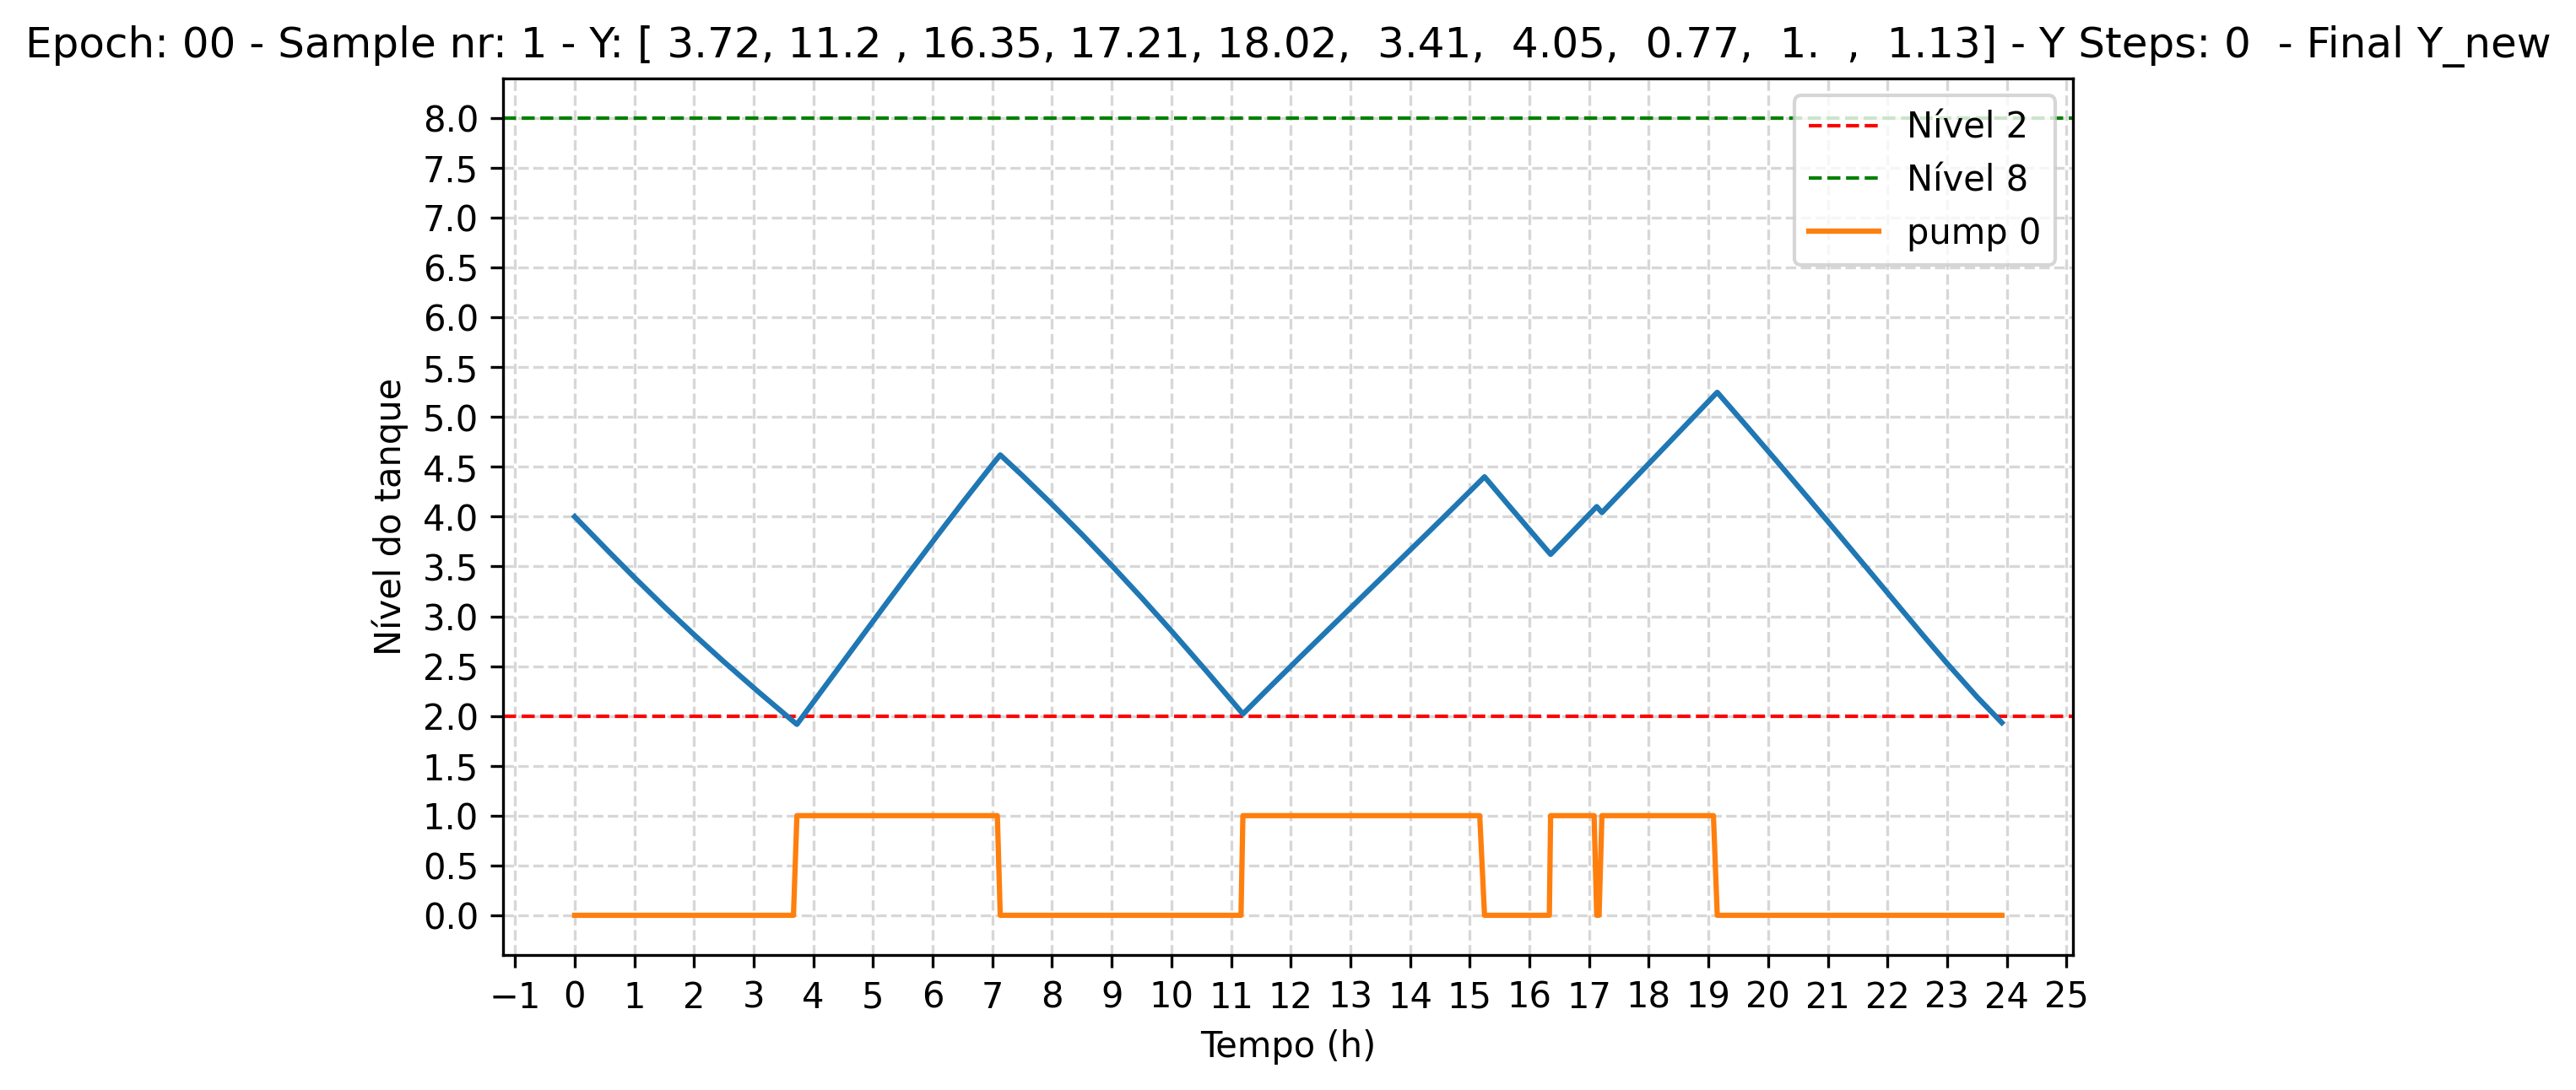 Epoch: 00 - Sample nr: 1 - Y: [ 3.72, 11.2 , 16.35, 17.21, 18.02,  3.41,  4.05,  0.77,  1.  ,  1.13] - Y Steps: 0  - Final Y_new
8.0
7.5
7.0
6.5
6.0
5.5
5.0
4.5
4.0
3.5
3.0
2.5
2.0
1.5
1.0
0.5
0.0
Nível do tanque
Nível 2
Nível 8
pump 0
−1 0 1 2 3 4 5 6 7 8 9 10 11 12 13 14 15 16 17 18 19 20 21 22 23 24 25
Tempo (h)